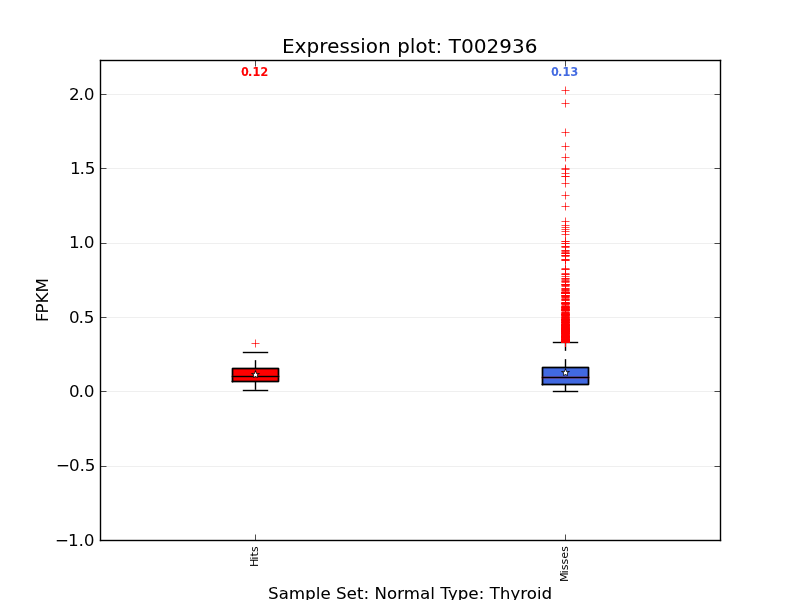 Expression plot: T002936
0.12 0.13
2.0
1.5
1.0
FPKM
0.5
0.0
−0.5
−1.0
Hits Misses
Sample Set: Normal Type: Thyroid